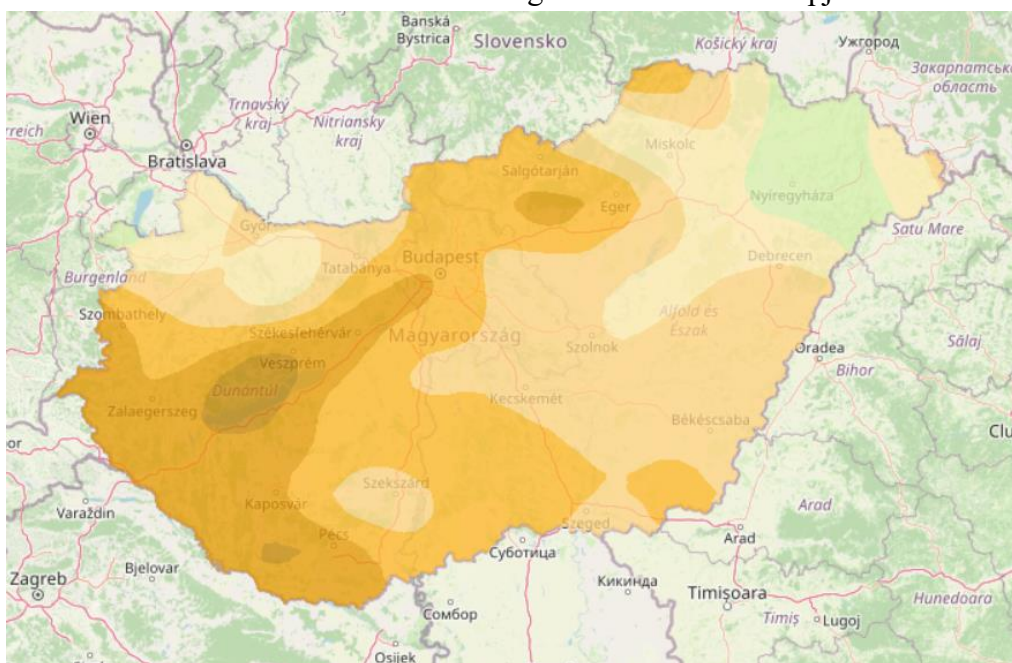 Banská
Bystrica
Slovensko
Košický kraj
Ужгород
Закарпатська
область
Trnavský
kraj
Nitriansky
kraj
Wien
Bratislava
Salgótarján
Miskolc
Nyíregyháza
Eger
Satu Mare
Győr
Tatabánya
Budapest
Debrecen
Burgenland
Szombathely
Székesfehérvár
Magyarország
Alföld és
Észak
Szolnok
Veszprém
Oradea
Sălaj
Bihor
Dunántúl
Zalaegerszeg
Kecskemét
Békéscsaba
Szekszárd
Kaposvár
Varaždin
Szeged
Arad
Pécs
Суботица
Arad
Bjelovar
Zagreb
Кикинда
Timișoara
Hunedoara
Сомбор
Timiș
Lugoj
Osijek